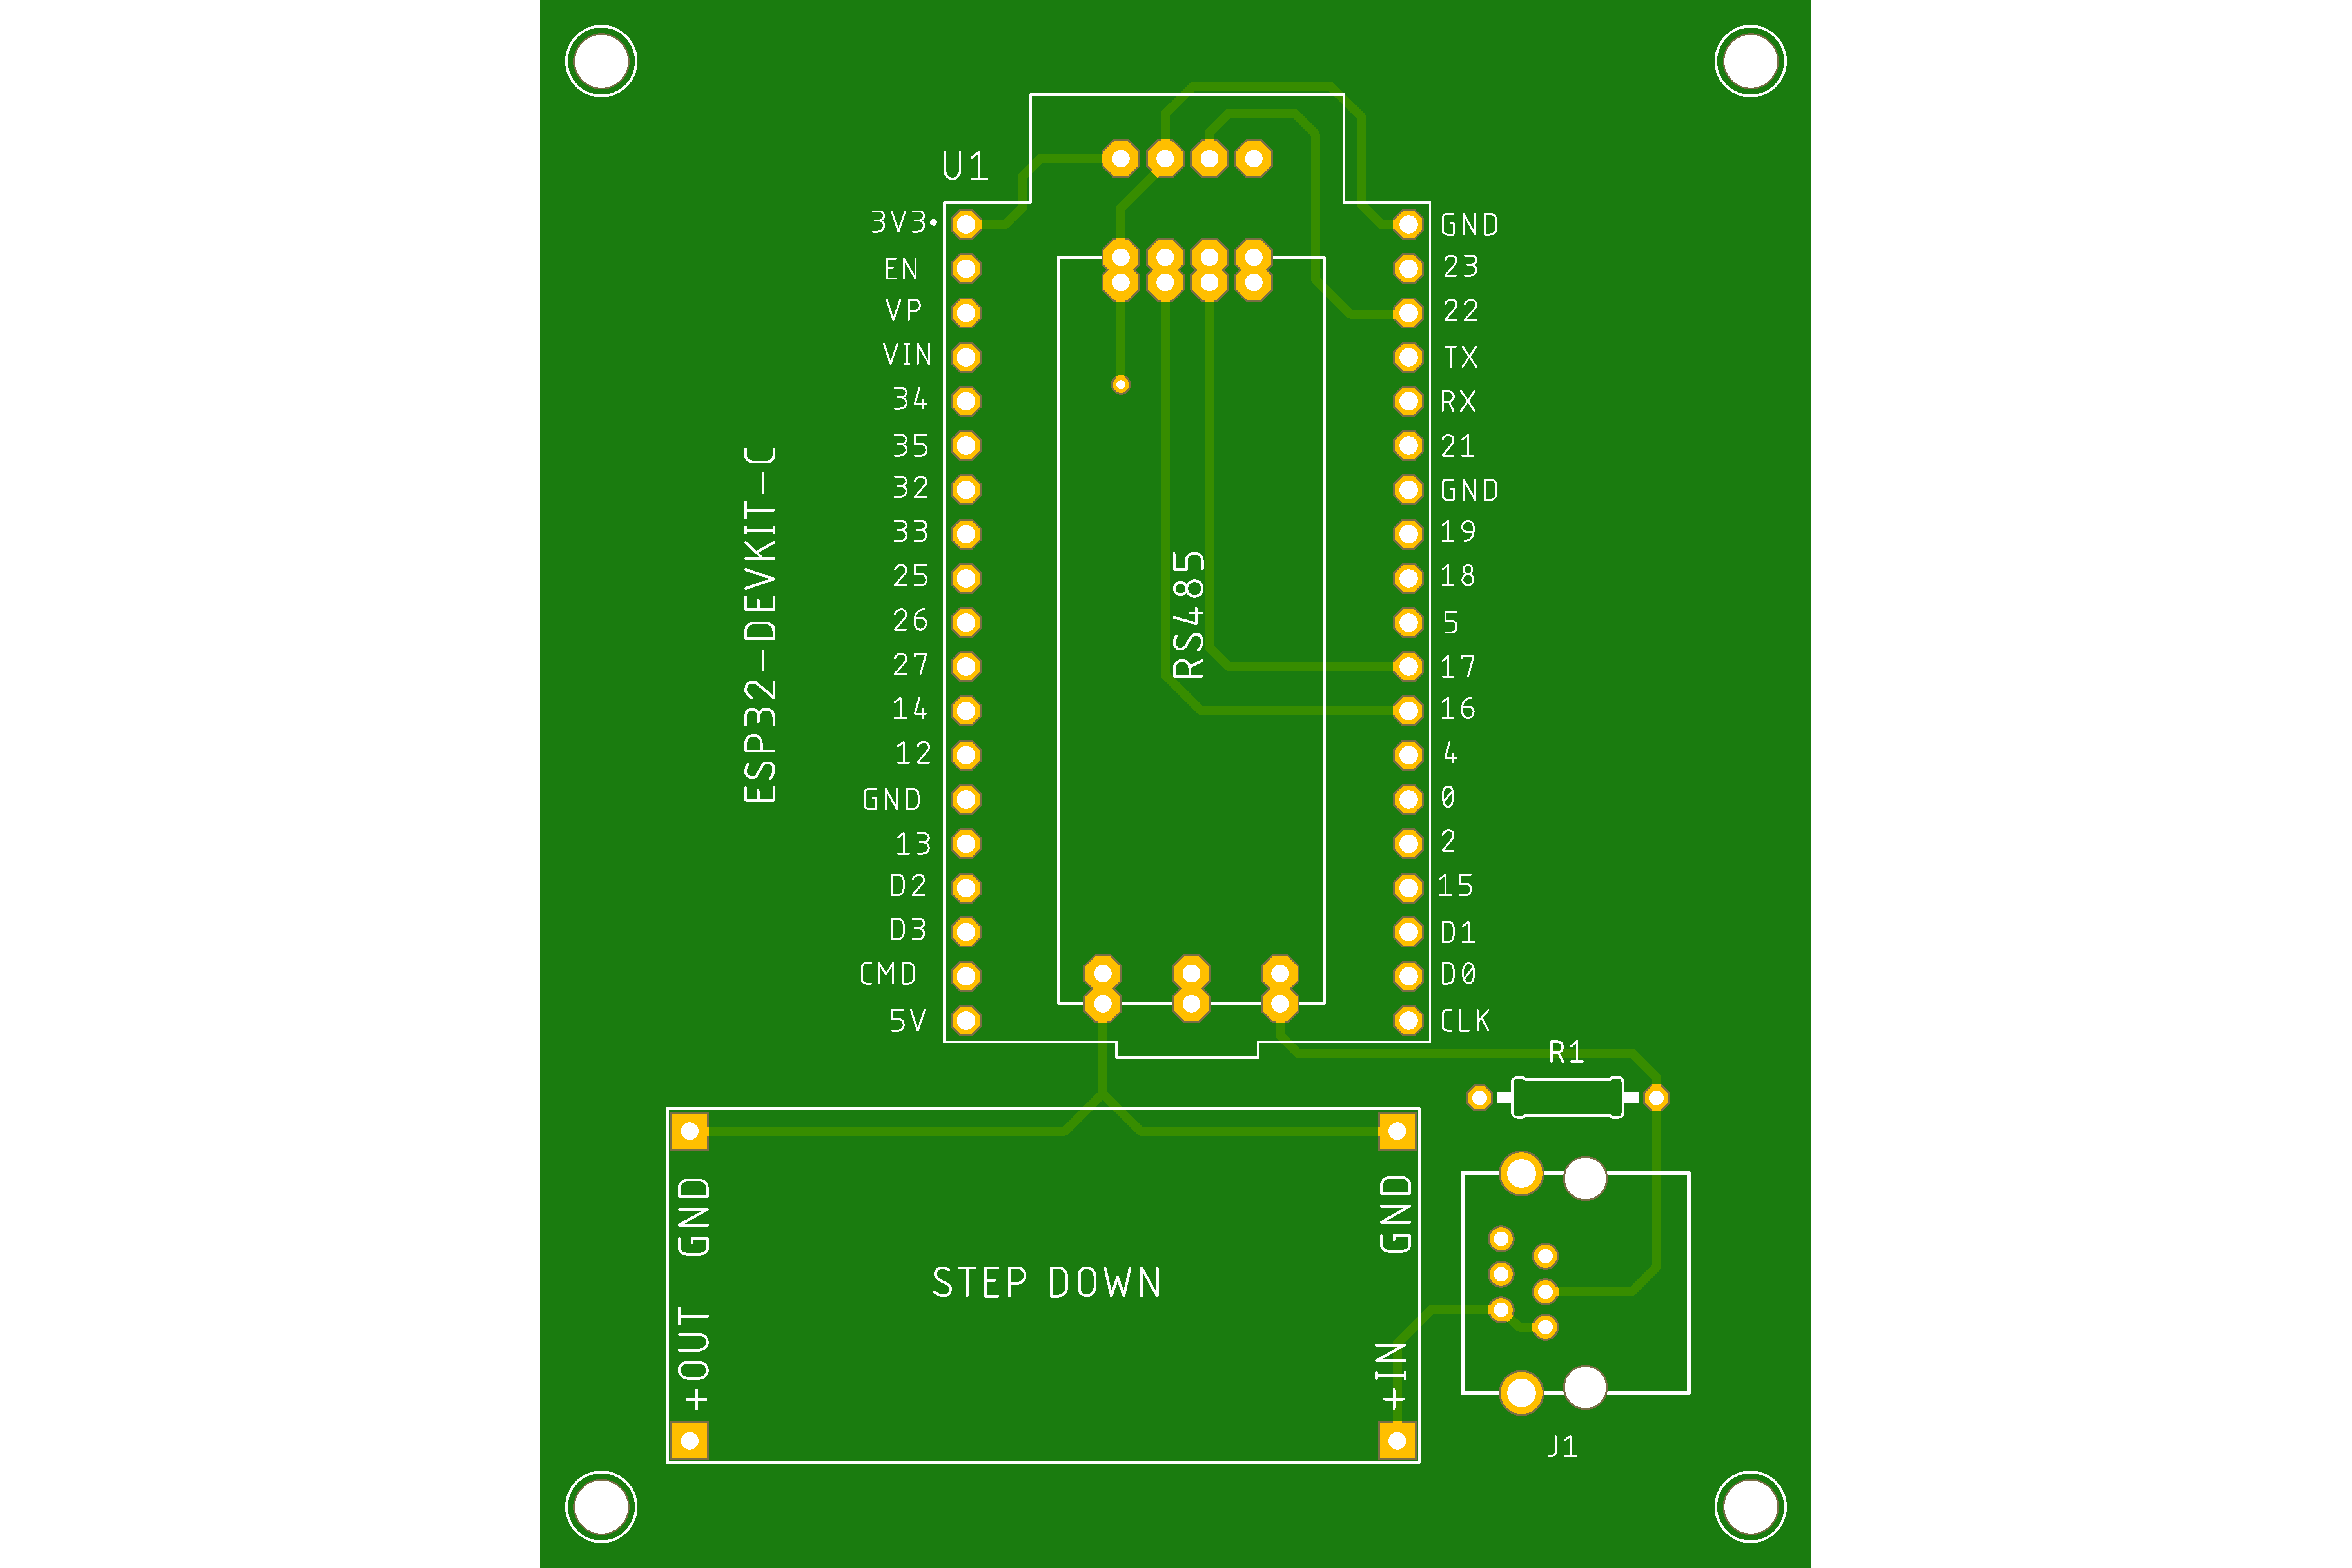 U1
3V3 GND
EN 23
VP 22
VIN TX
34 RX
35 21
32 GND
33 19
25 18
26 5
27 17
14 16
12 4
GND 0
13 2
D2 15
D3 D1
CMD D0
5V CLK
ESP32-DEVKIT-C
RS485
R1
GND
GND
STEP DOWN
+OUT
+IN
J1